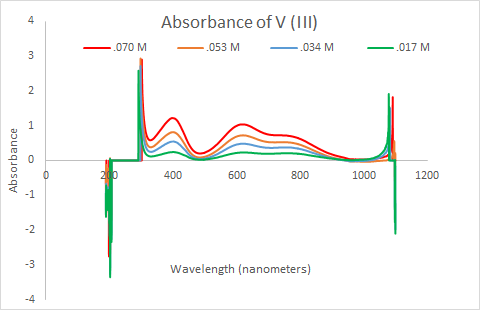 Absorbance of V (III)
.070 M .053 M .034 M .017 M
4
3
2
1
0
-1
-2
-3
-4
0 200 400 600 800 1000 1200
Absorbance
Wavelength (nanometers)